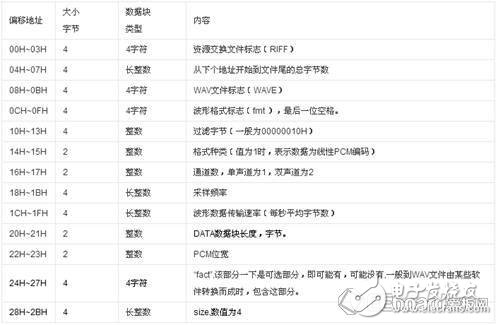 偏移地址 大小 字节 数据块 类型 内容
00H~03H 4 4字符 资源交换文件标志(RIFF)
04H~07H 4 长整数 从下个地址开始到文件尾的总字节数
08H~0BH 4 4字符 WAV文件标志(WAVE)
0CH~0FH 4 4字符 波形格式标志(fmt ),最后一位空格。
10H~13H 4 整数 过滤字节(一般为00000010H)
14H~15H 2 整数 格式种类(值为1时,表示数据为线性PCM编码)
16H~17H 2 整数 通道数,单声道为1,双声道为2
18H~1BH 4 长整数 采样频率
1CH~1FH 4 长整数 波形数据传输速率(每秒平均字节数)
20H~21H 2 整数 DATA数据块长度,字节。
22H~23H 2 整数 PCM位宽
24H~27H 4 4字符 "fact",该部分一下是可选部分,即可能有,可能没有,一般到WAV文件由某些软
件转换而成时,包含这部分。
28H~2BH 4 长整数 size,数值为4
电子发烧友